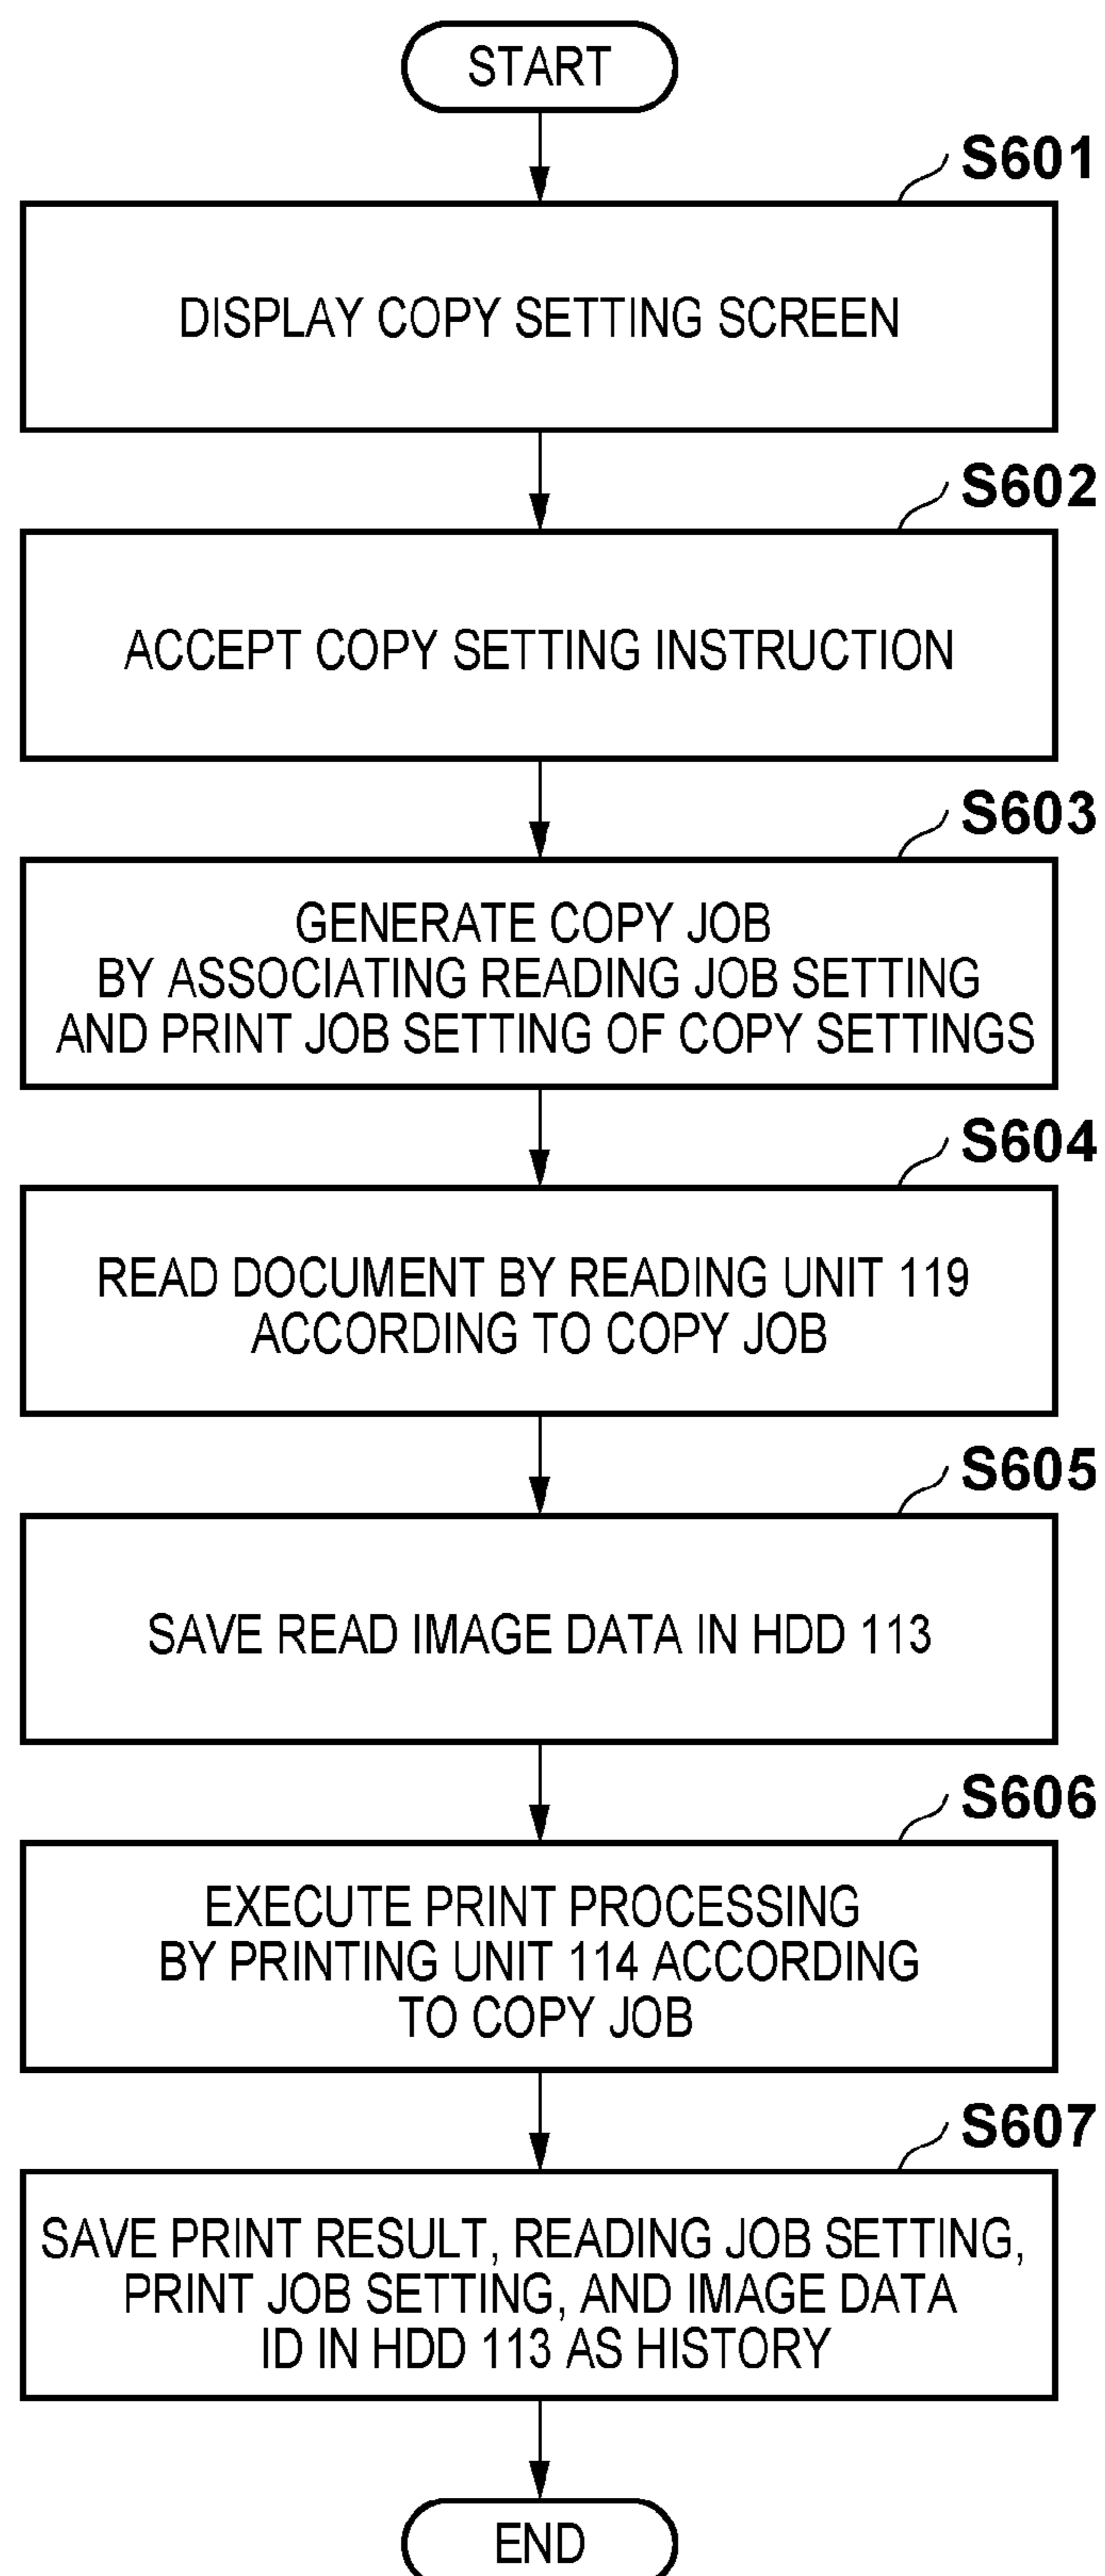 START
S601
DISPLAY COPY SETTING SCREEN
S602
ACCEPT COPY SETTING INSTRUCTION
S603
GENERATE COPY JOB
BY ASSOCIATING READING JOB SETTING
AND PRINT JOB SETTING OF COPY SETTINGS
S604
READ DOCUMENT BY READING UNIT 119
ACCORDING TO COPY JOB
S605
SAVE READ IMAGE DATA IN HDD 113
S606
EXECUTE PRINT PROCESSING
BY PRINTING UNIT 114 ACCORDING
TO COPY JOB
S607
SAVE PRINT RESULT, READING JOB SETTING,
PRINT JOB SETTING, AND IMAGE DATA
ID IN HDD 113 AS HISTORY
END